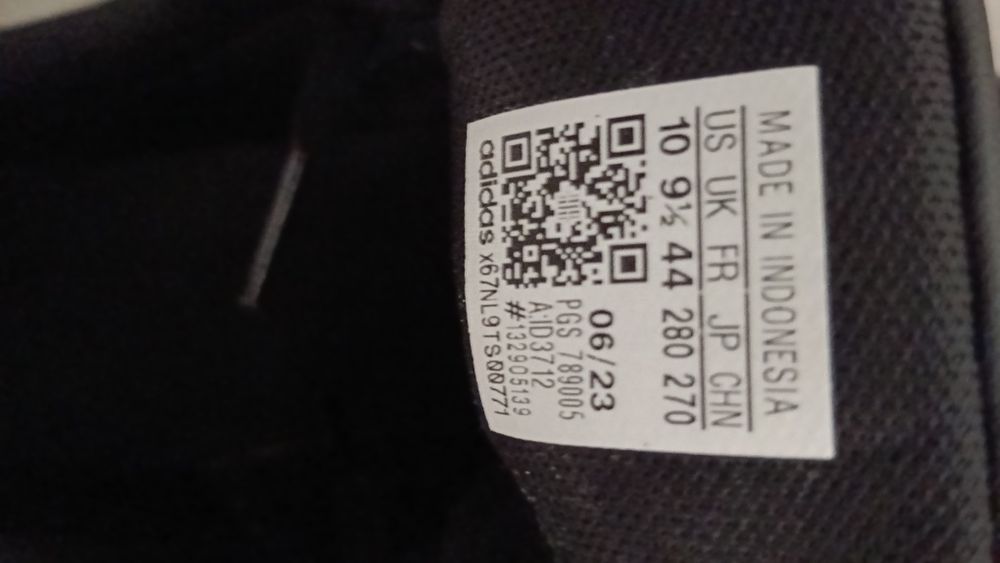 MADE IN INDONESIA
US UK FR JP CHN
10 9½ 44 280 270
06/23
PGS 789005
A:ID3712
#132905139
adidas x67NL9TS00771